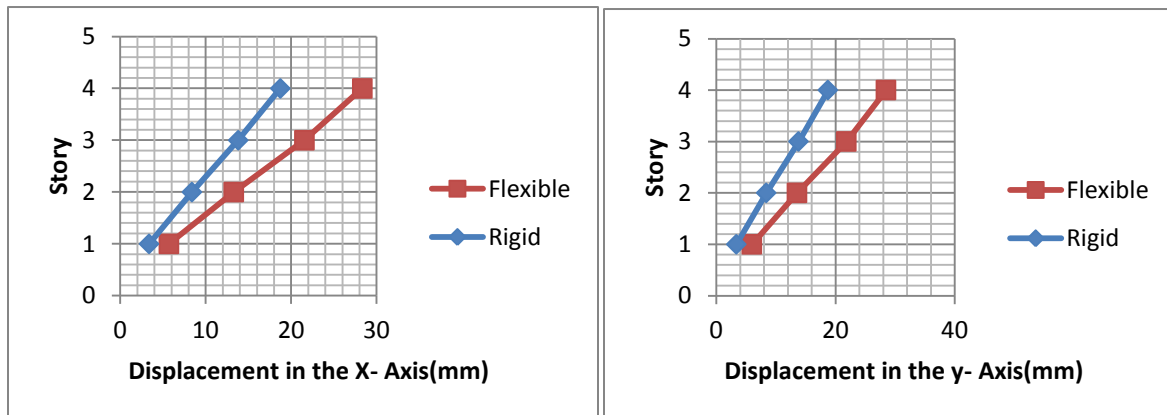 5
4
3
2
1
0
Story
0 10 20 30
Displacement in the X- Axis(mm)
Flexible
Rigid
5
4
3
2
1
0
Story
0 20 40
Displacement in the y- Axis(mm)
Flexible
Rigid